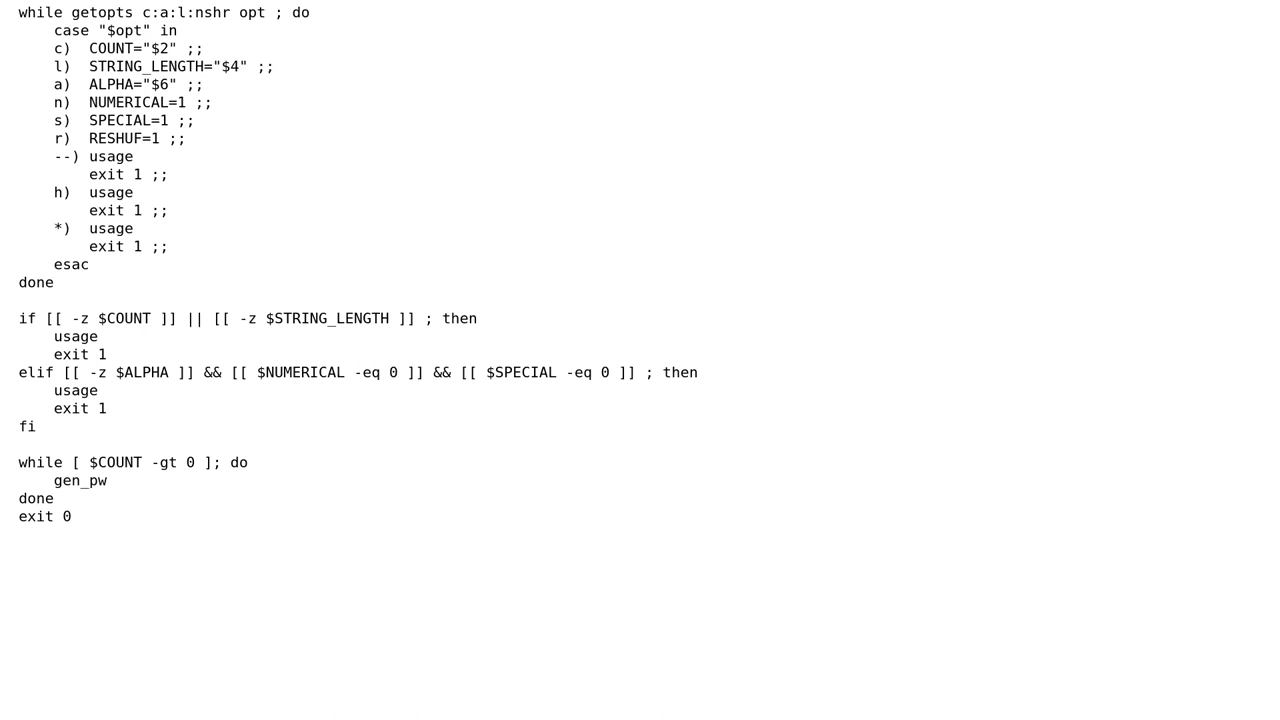 while getopts c:a:l:nshr opt ; do
    case "$opt" in
    c)  COUNT="$2" ;;
    l)  STRING_LENGTH="$4" ;;
    a)  ALPHA="$6" ;;
    n)  NUMERICAL=1 ;;
    s)  SPECIAL=1 ;;
    r)  RESHUF=1 ;;
    --) usage
        exit 1 ;;
    h)  usage
        exit 1 ;;
    *)  usage
        exit 1 ;;
    esac
done

if [[ -z $COUNT ]] || [[ -z $STRING_LENGTH ]] ; then
    usage
    exit 1
elif [[ -z $ALPHA ]] && [[ $NUMERICAL -eq 0 ]] && [[ $SPECIAL -eq 0 ]] ; then
    usage
    exit 1
fi

while [ $COUNT -gt 0 ]; do
    gen_pw
done
exit 0